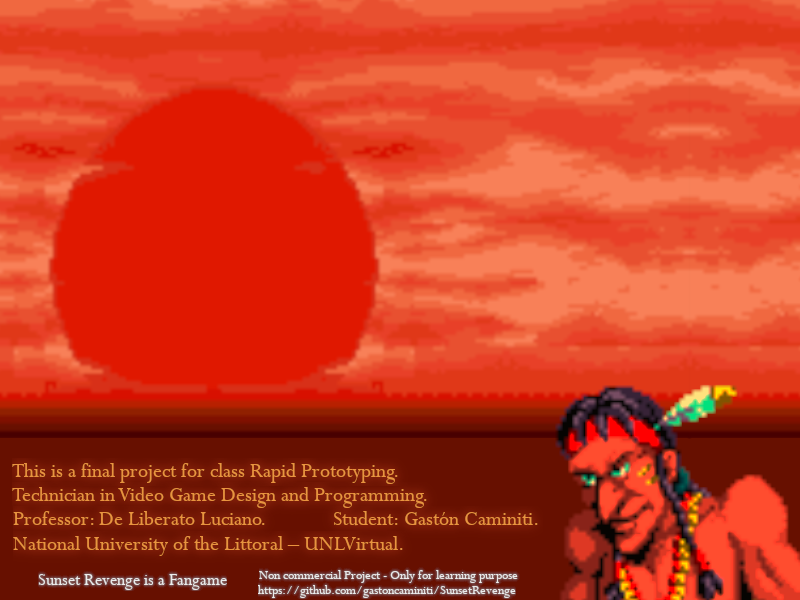 This is a final project for class Rapid Prototyping.
Technician in Video Game Design and Programming.
Professor: De Liberato Luciano. Student: Gastón Caminiti.
National University of the Littoral – UNLVirtual.
Sunset Revenge is a Fangame
Non commercial Project - Only for learning purpose
https://github.com/gastoncaminiti/SunsetRevenge